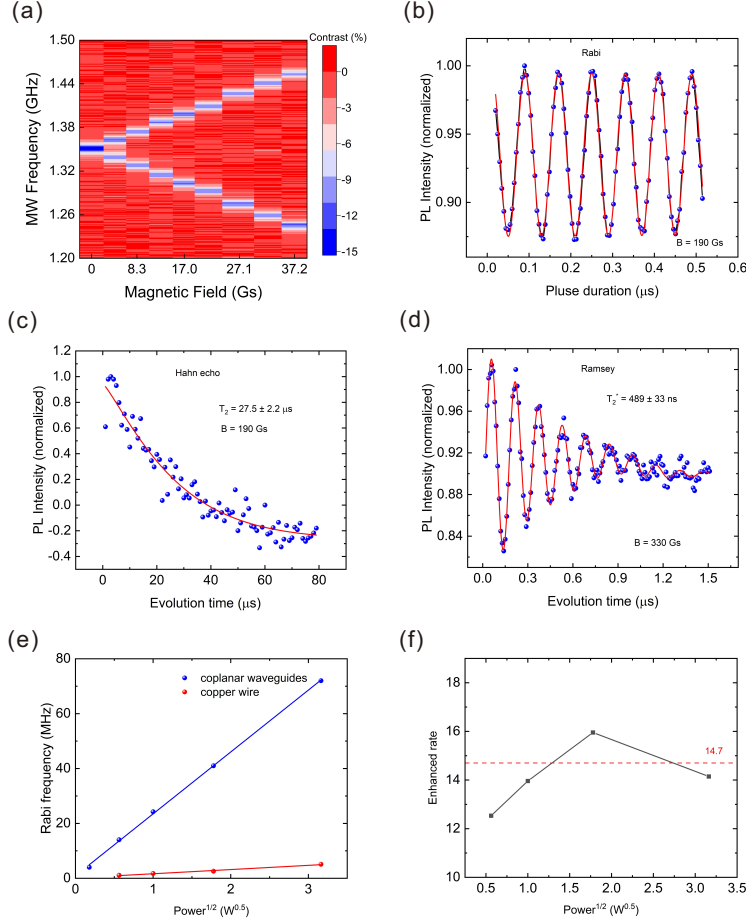 (a)
Contrast (%)
1.50
1.44
1.38
1.32
1.26
1.20
MW Frequency (GHz)
0
-3
-6
-9
-12
-15
0 8.3 17.0 27.1 37.2
Magnetic Field (Gs)
(b)
Rabi
1.00
0.95
0.90
PL Intensity (normalized)
B = 190 Gs
0.0 0.1 0.2 0.3 0.4 0.5 0.6
Pluse duration (μs)
(c)
Hahn echo
1.2
1.0
0.8
0.6
0.4
0.2
0.0
-0.2
-0.4
PL Intensity (normalized)
T2 = 27.5 ± 2.2 μs
B = 190 Gs
0 20 40 60 80
Evolution time (μs)
(d)
Ramsey
1.00
0.96
0.92
0.88
0.84
PL Intensity (normalized)
T2* = 489 ± 33 ns
B = 330 Gs
0.0 0.3 0.6 0.9 1.2 1.5
Evolution time (μs)
(e)
80
60
40
20
0
Rabi frequency (MHz)
coplanar waveguides
copper wire
0 1 2 3
Power1/2 (W0.5)
(f)
18
16
14
12
10
Enhanced rate
14.7
0.5 1.0 1.5 2.0 2.5 3.0
Power1/2 (W0.5)